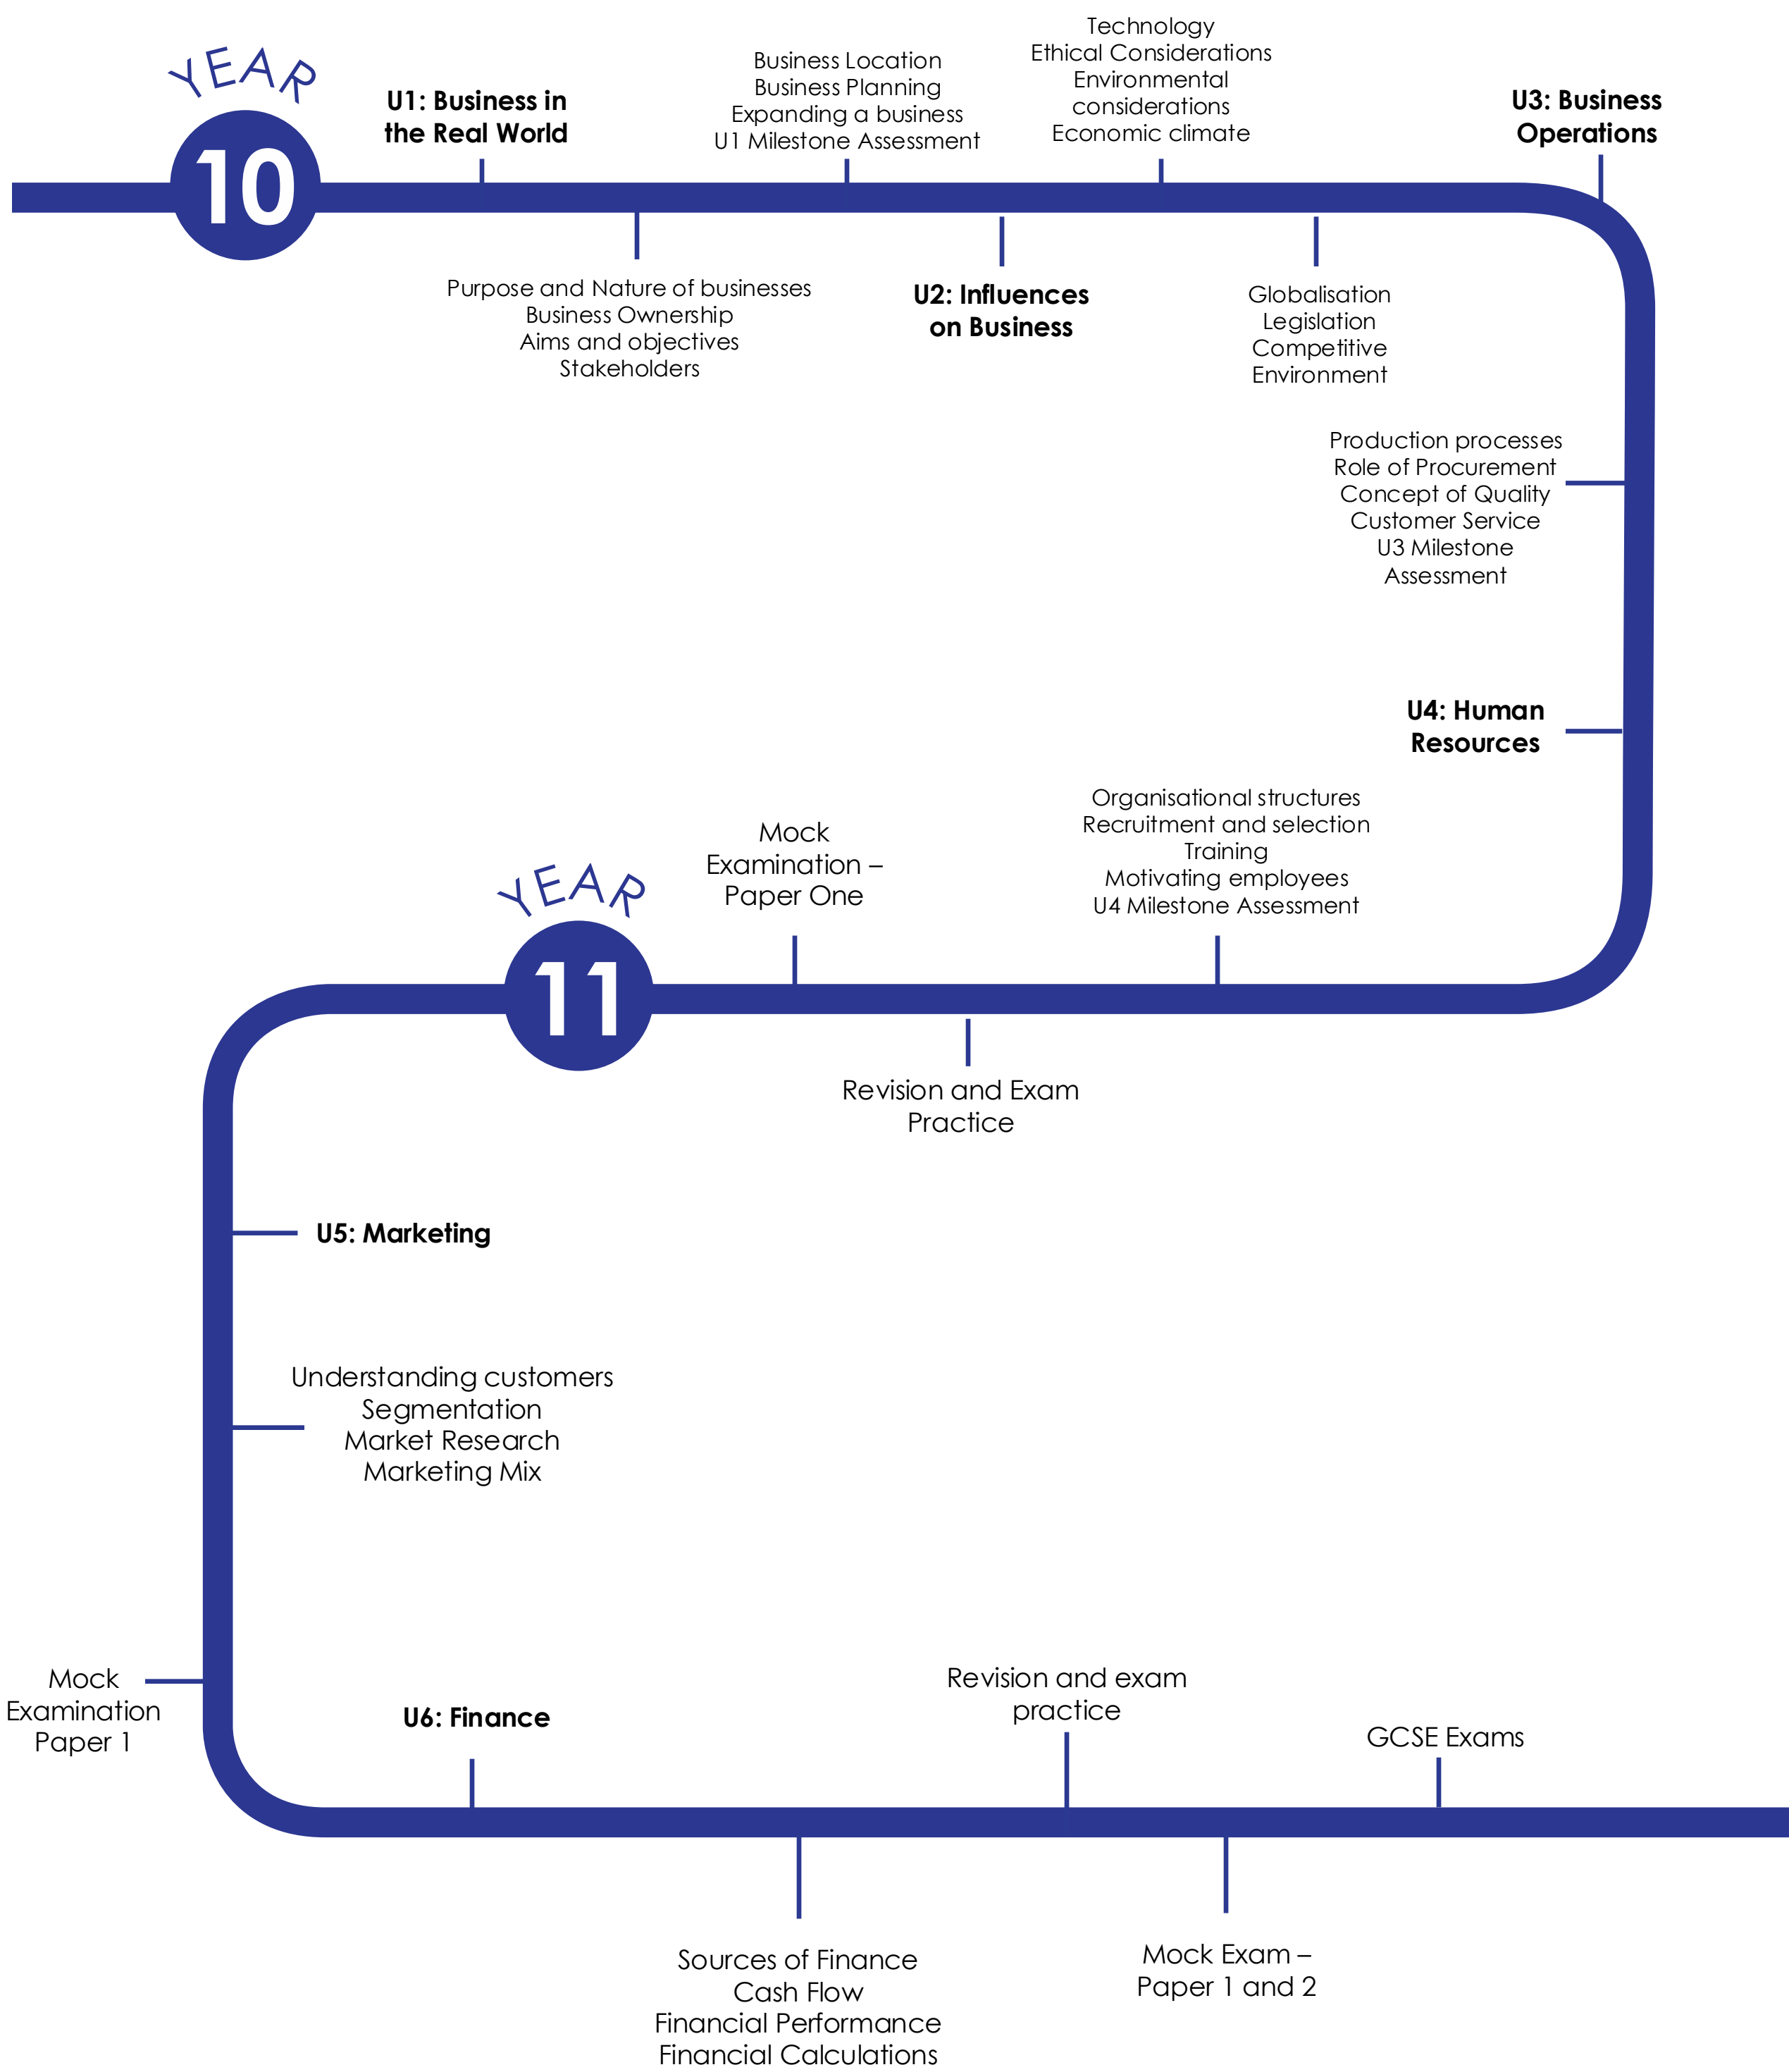 YEAR
10
U1: Business in
the Real World
Purpose and Nature of businesses
Business Ownership
Aims and objectives
Stakeholders
Business Location
Business Planning
Expanding a business
U1 Milestone Assessment
U2: Influences
on Business
Technology
Ethical Considerations
Environmental
considerations
Economic climate
Globalisation
Legislation
Competitive
Environment
U3: Business
Operations
Production processes
Role of Procurement
Concept of Quality
Customer Service
U3 Milestone
Assessment
U4: Human
Resources
Organisational structures
Recruitment and selection
Training
Motivating employees
U4 Milestone Assessment
Revision and Exam
Practice
Mock
Examination –
Paper One
YEAR
11
U5: Marketing
Understanding customers
Segmentation
Market Research
Marketing Mix
Mock
Examination
Paper 1
U6: Finance
Sources of Finance
Cash Flow
Financial Performance
Financial Calculations
Revision and exam
practice
Mock Exam –
Paper 1 and 2
GCSE Exams